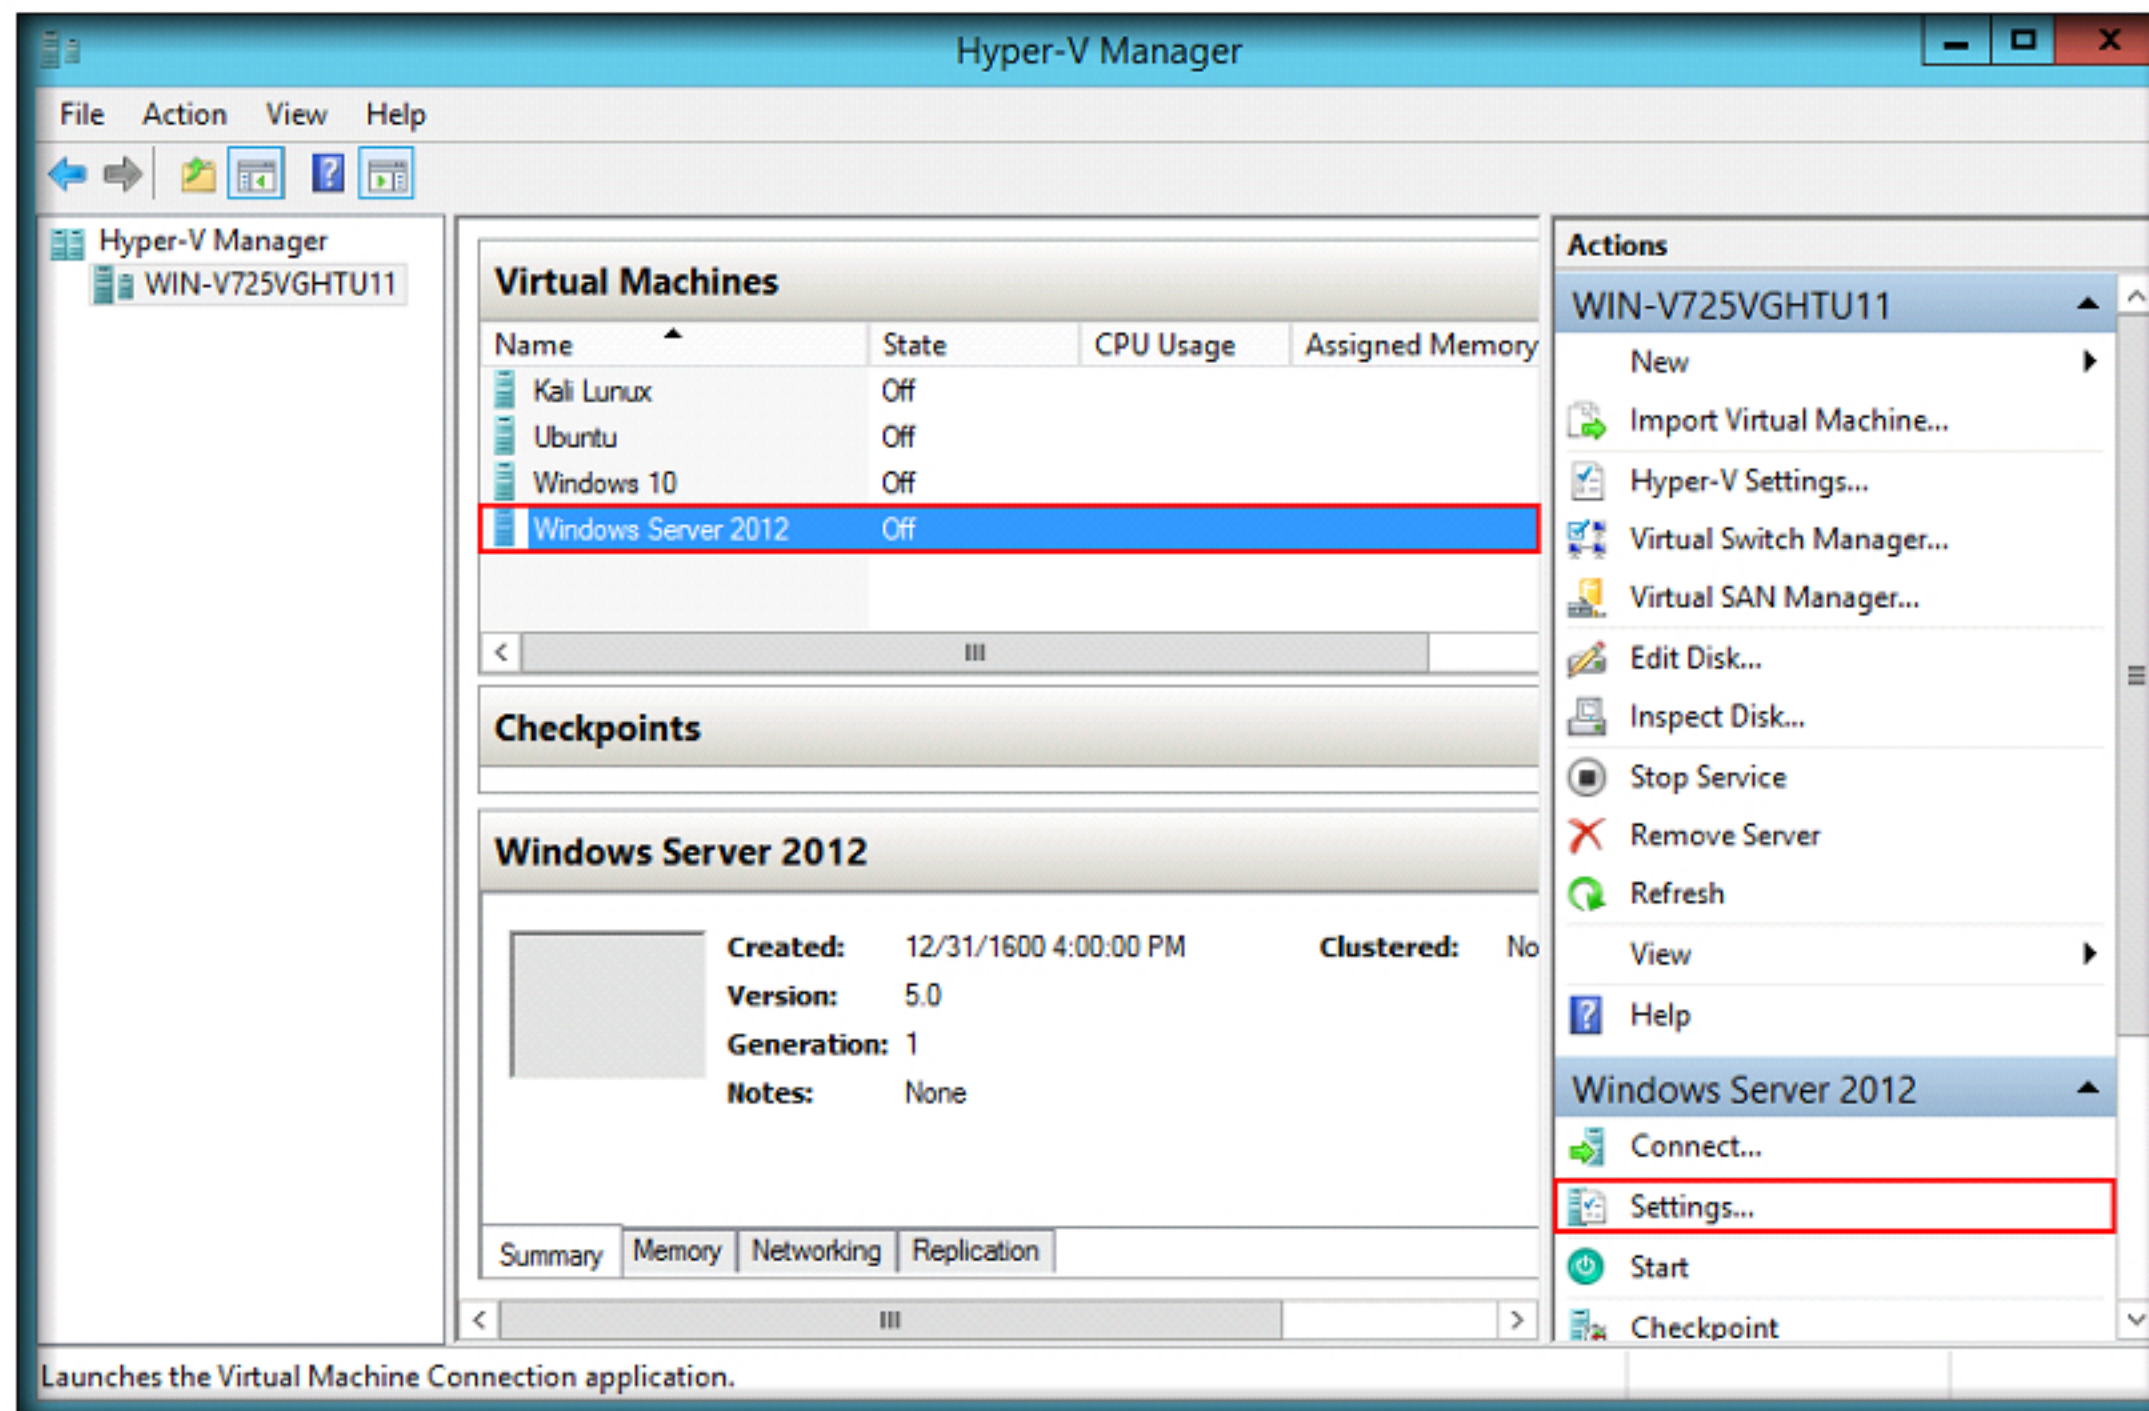 Hyper-V Manager
File Action View Help
Hyper-V Manager
WIN-V725VGHTU11
Virtual Machines
Name State CPU Usage Assigned Memory
Kali Lunux Off
Ubuntu Off
Windows 10 Off
Windows Server 2012 Off
Checkpoints
Windows Server 2012
Created: 12/31/1600 4:00:00 PM Clustered: No
Version: 5.0
Generation: 1
Notes: None
Summary Memory Networking Replication
Actions
WIN-V725VGHTU11
New
Import Virtual Machine...
Hyper-V Settings...
Virtual Switch Manager...
Virtual SAN Manager...
Edit Disk...
Inspect Disk...
Stop Service
Remove Server
Refresh
View
Help
Windows Server 2012
Connect...
Settings...
Start
Checkpoint
Launches the Virtual Machine Connection application.